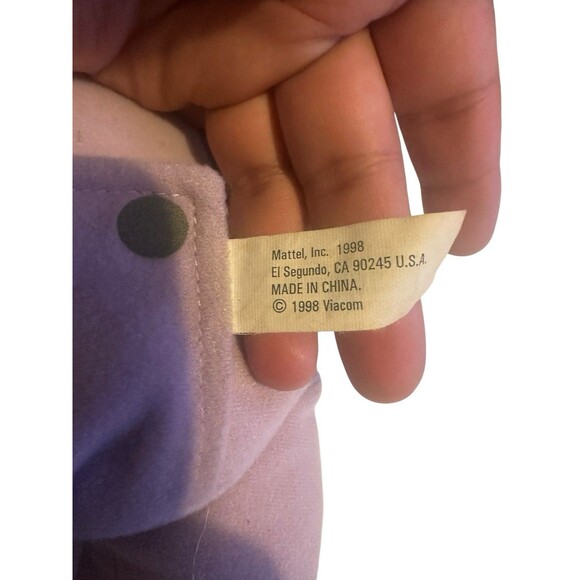 Mattel, Inc. 1998
El Segundo, CA 90245 U.S.A.
MADE IN CHINA.
© 1998 Viacom